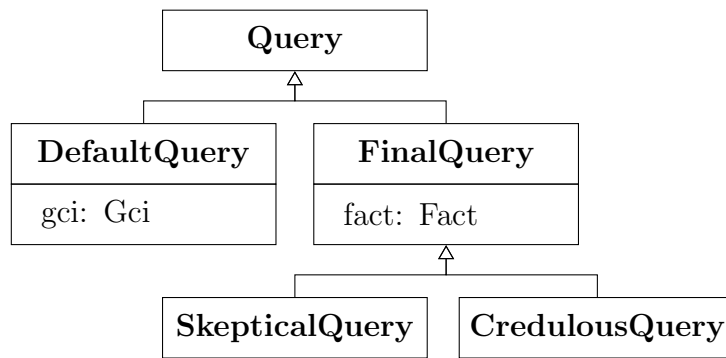 Query
DefaultQuery
FinalQuery
gci: Gci
fact: Fact
SkepticalQuery
CredulousQuery